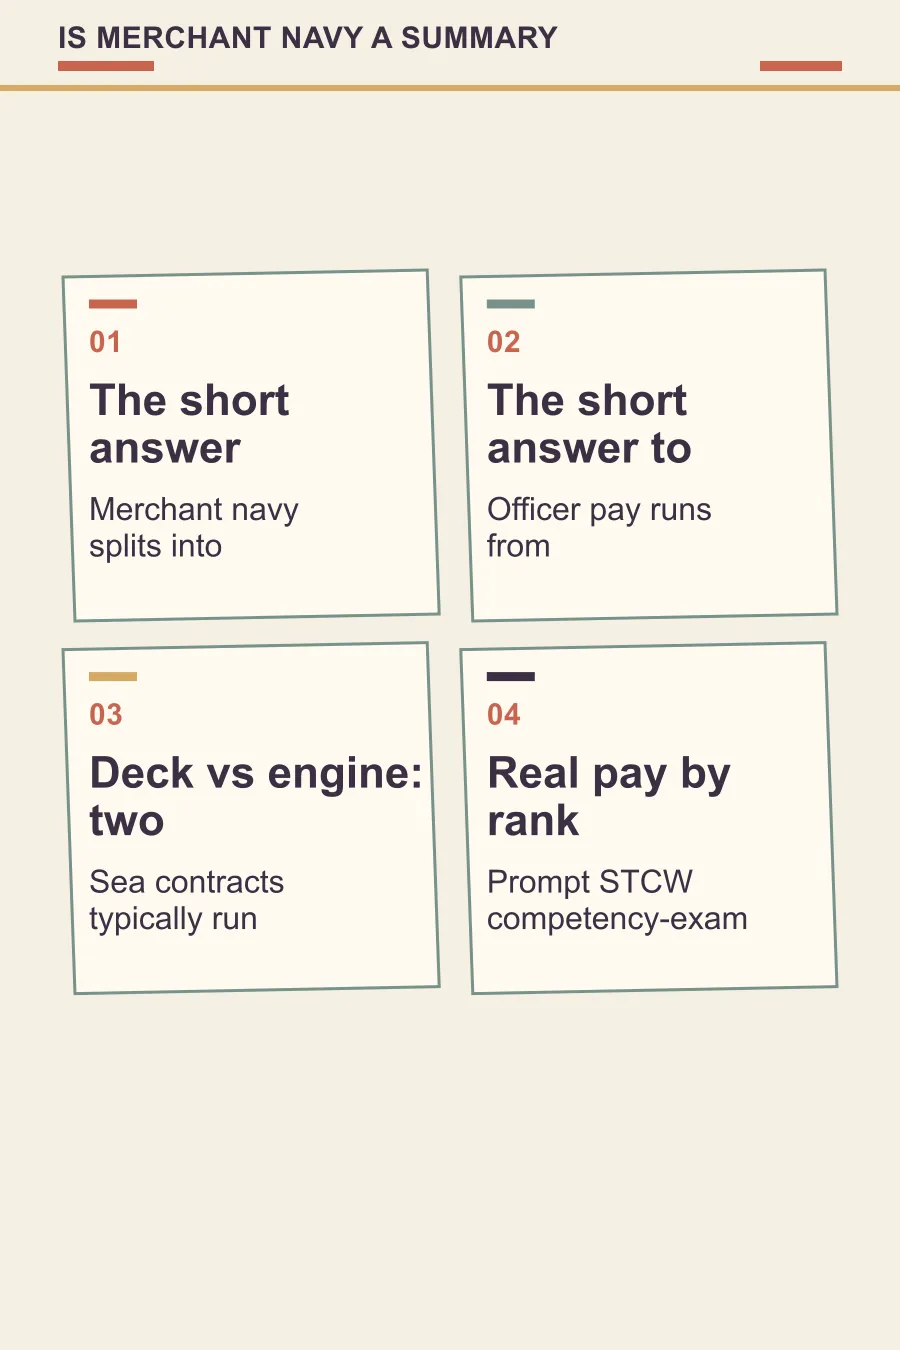 IS MERCHANT NAVY A SUMMARY
01
The short
answer
Merchant navy
splits into
02
The short
answer to
Officer pay runs
from
03
Deck vs engine:
two
Sea contracts
typically run
04
Real pay by
rank
Prompt STCW
competency-exam